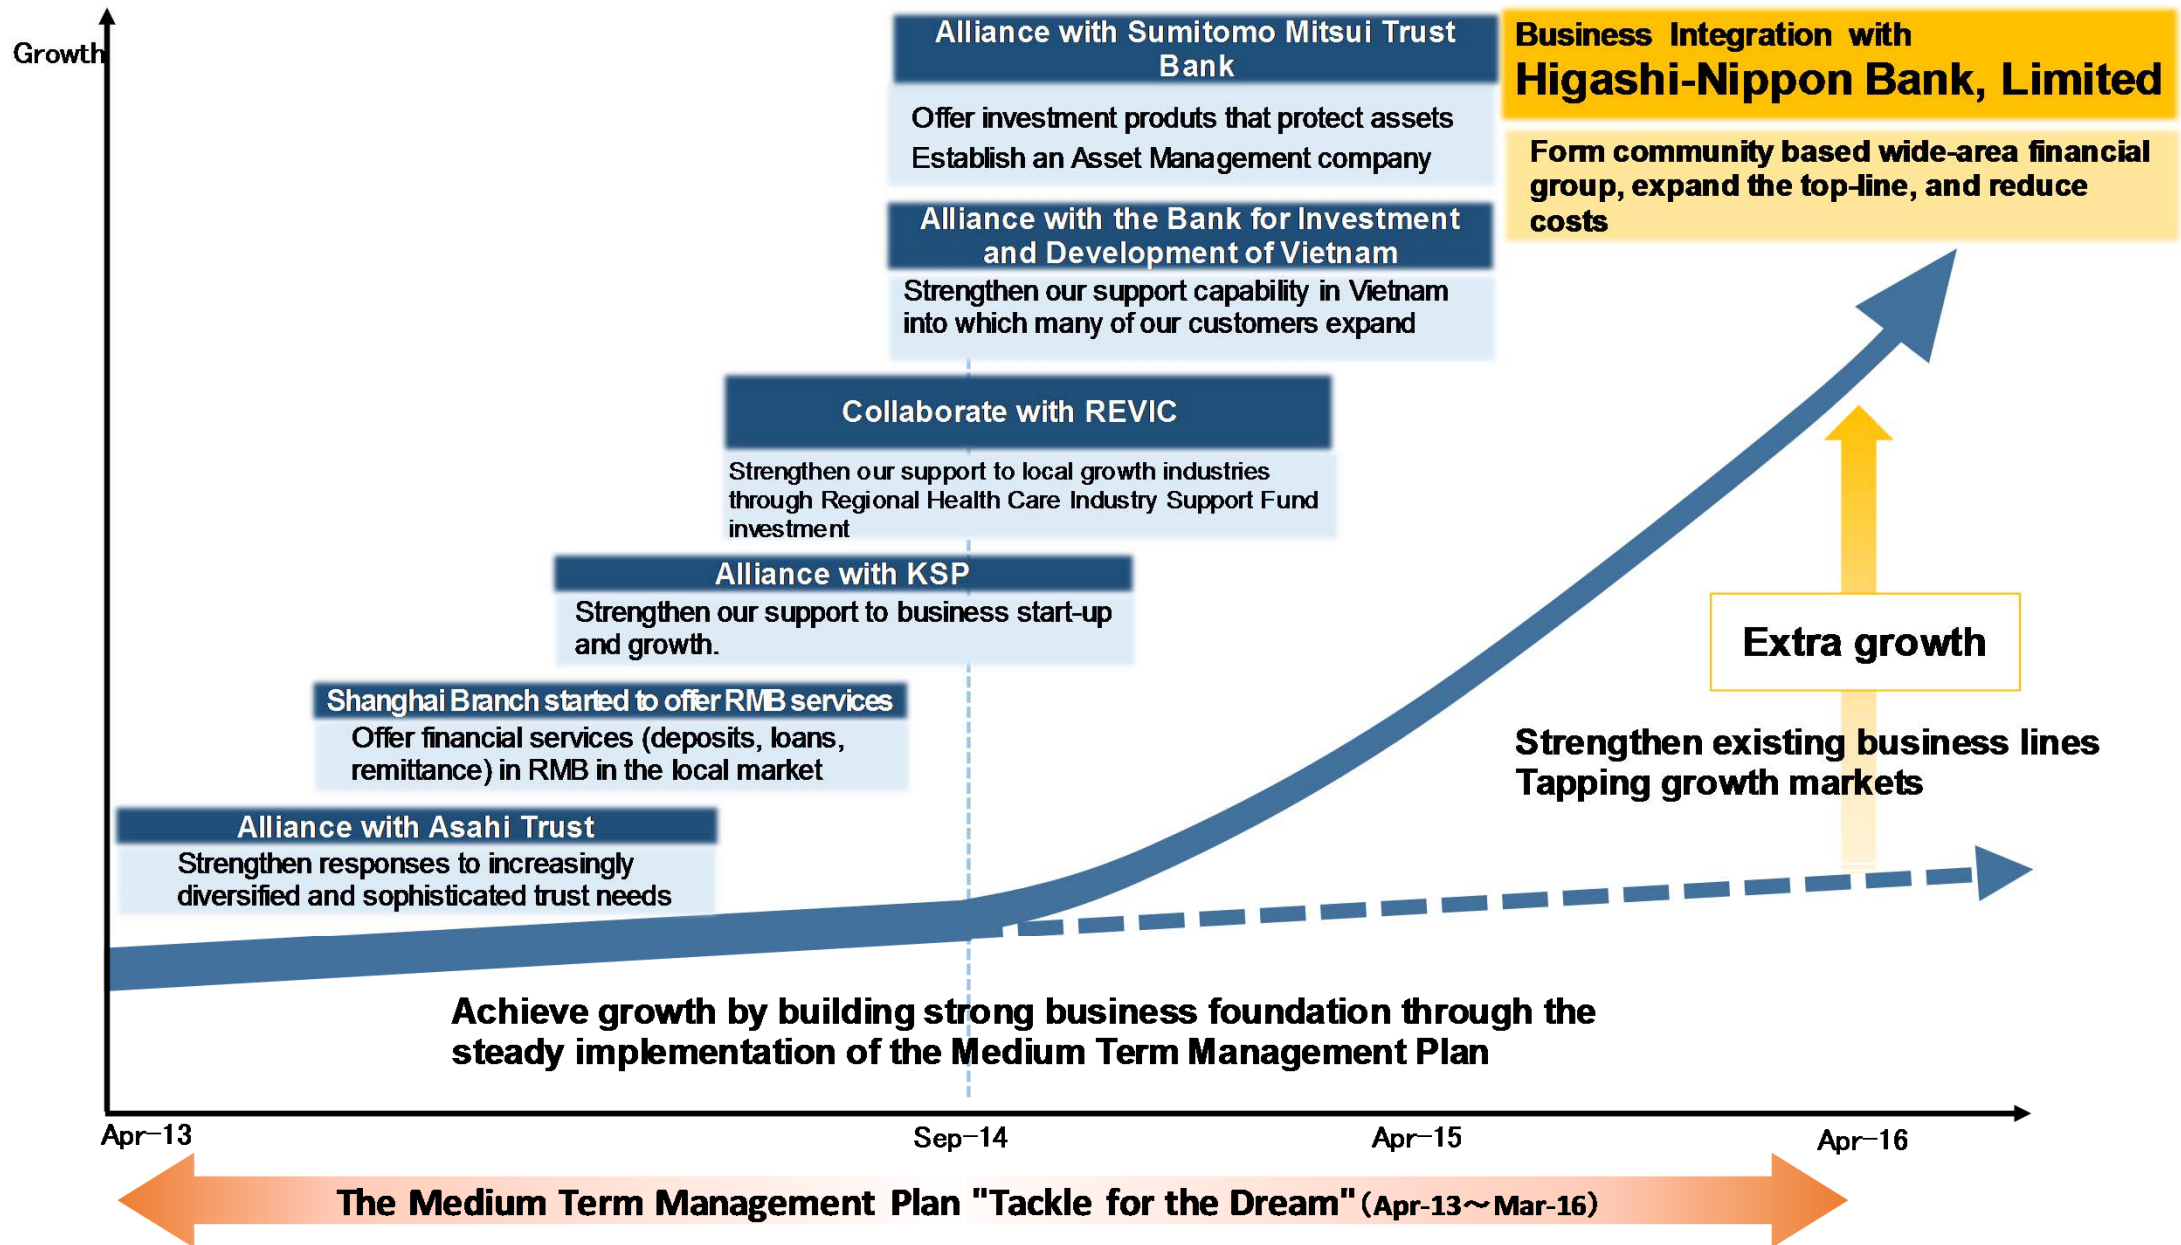 Growth
Alliance with Sumitomo Mitsui Trust
Bank
Offer investment produts that protect assets
Establish an Asset Management company
Business Integration with
Higashi-Nippon Bank, Limited
Form community based wide-area financial
group, expand the top-line, and reduce
costs
Alliance with the Bank for Investment
and Development of Vietnam
Strengthen our support capability in Vietnam
into which many of our customers expand
Collaborate with REVIC
Strengthen our support to local growth industries
through Regional Health Care Industry Support Fund
investment
Alliance with KSP
Strengthen our support to business start-up
and growth.
Extra growth
Shanghai Branch started to offer RMB services
Offer financial services (deposits, loans,
remittance) in RMB in the local market
Strengthen existing business lines
Tapping growth markets
Alliance with Asahi Trust
Strengthen responses to increasingly
diversified and sophisticated trust needs
Achieve growth by building strong business foundation through the
steady implementation of the Medium Term Management Plan
Apr-13
Sep-14
Apr-15
Apr-16
The Medium Term Management Plan "Tackle for the Dream"（Apr-13～Mar-16）